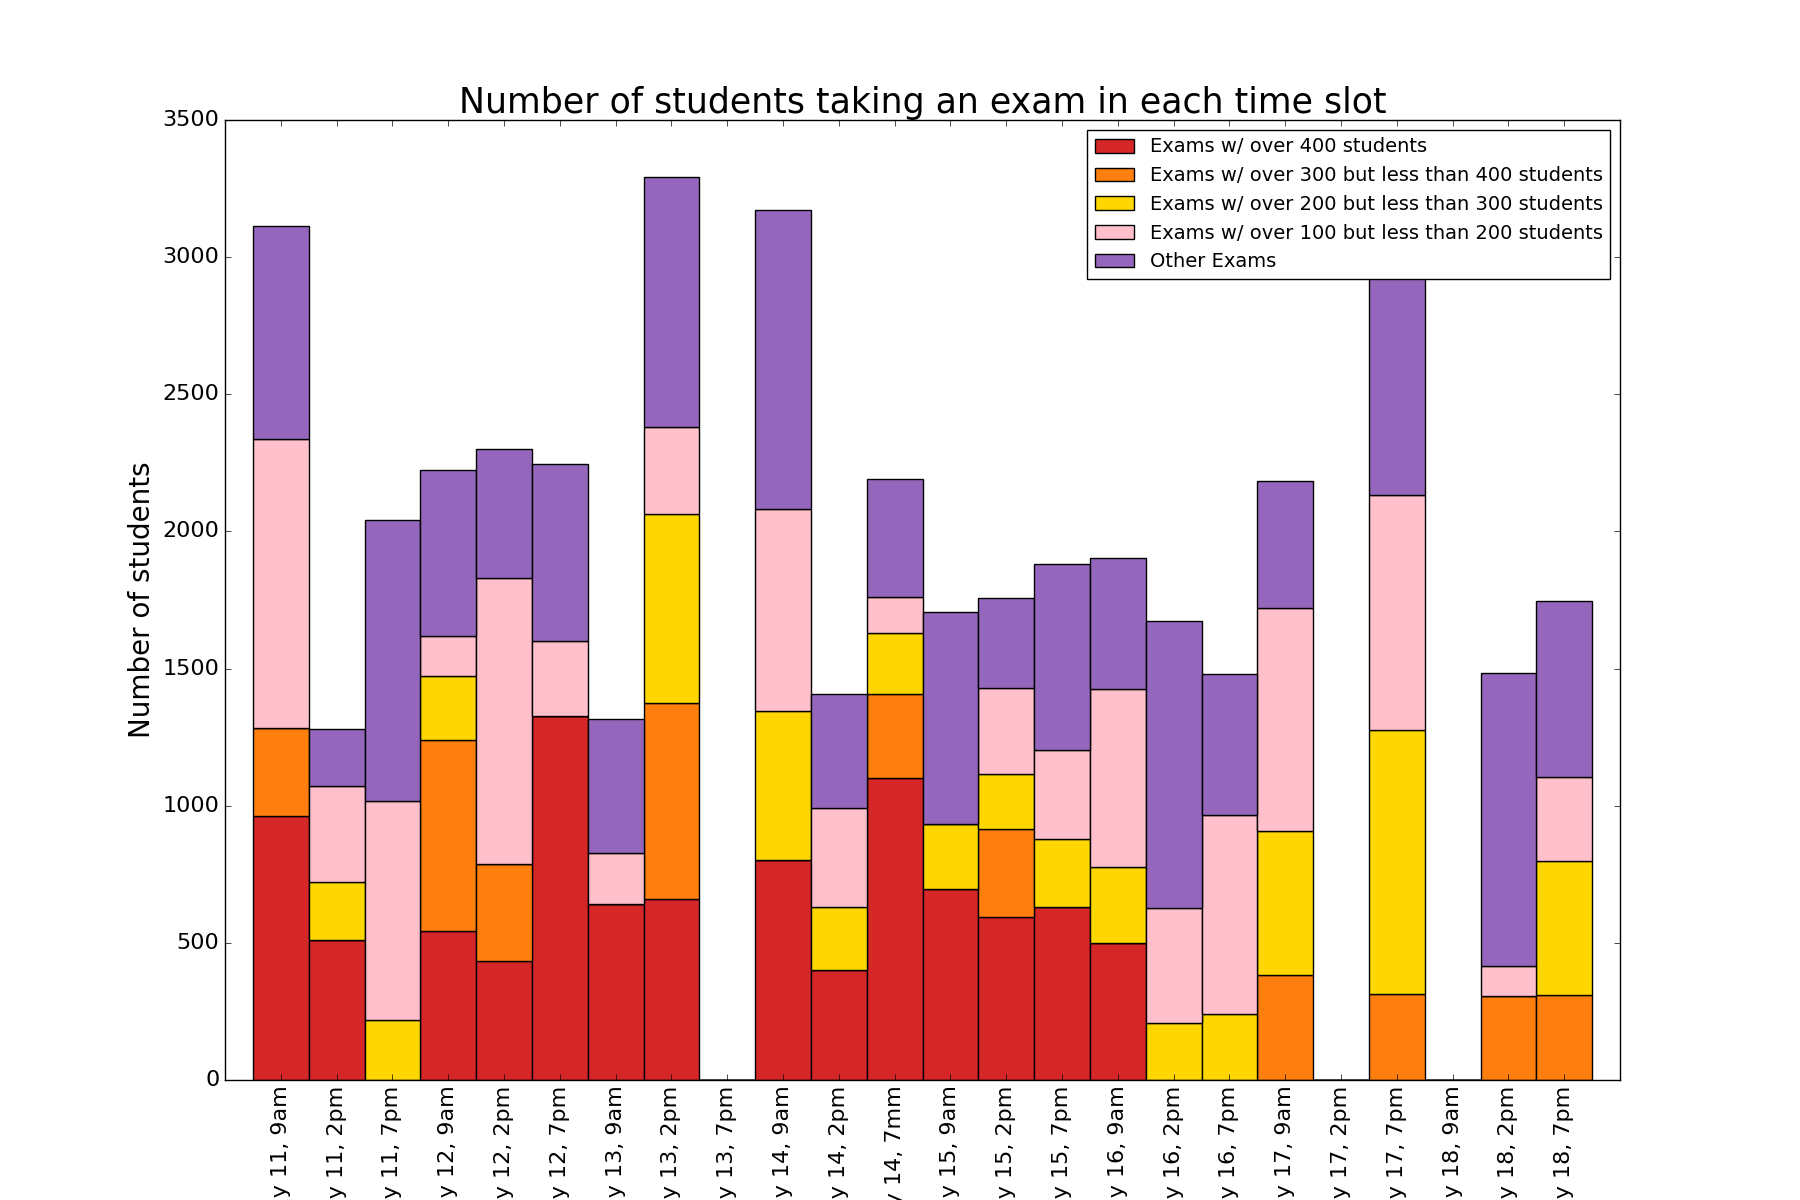 Number of students taking an exam in each time slot
3500
3000
2500
2000
1500
1000
500
0
Number of students
Exams w/ over 400 students
Exams w/ over 300 but less than 400 students
Exams w/ over 200 but less than 300 students
Exams w/ over 100 but less than 200 students
Other Exams
y 11, 9am
y 11, 2pm
y 11, 7pm
y 12, 9am
y 12, 2pm
y 12, 7pm
y 13, 9am
y 13, 2pm
y 13, 7pm
y 14, 9am
y 14, 2pm
y 14, 7mm
y 15, 9am
y 15, 2pm
y 15, 7pm
y 16, 9am
y 16, 2pm
y 16, 7pm
y 17, 9am
y 17, 2pm
y 17, 7pm
y 18, 9am
y 18, 2pm
y 18, 7pm